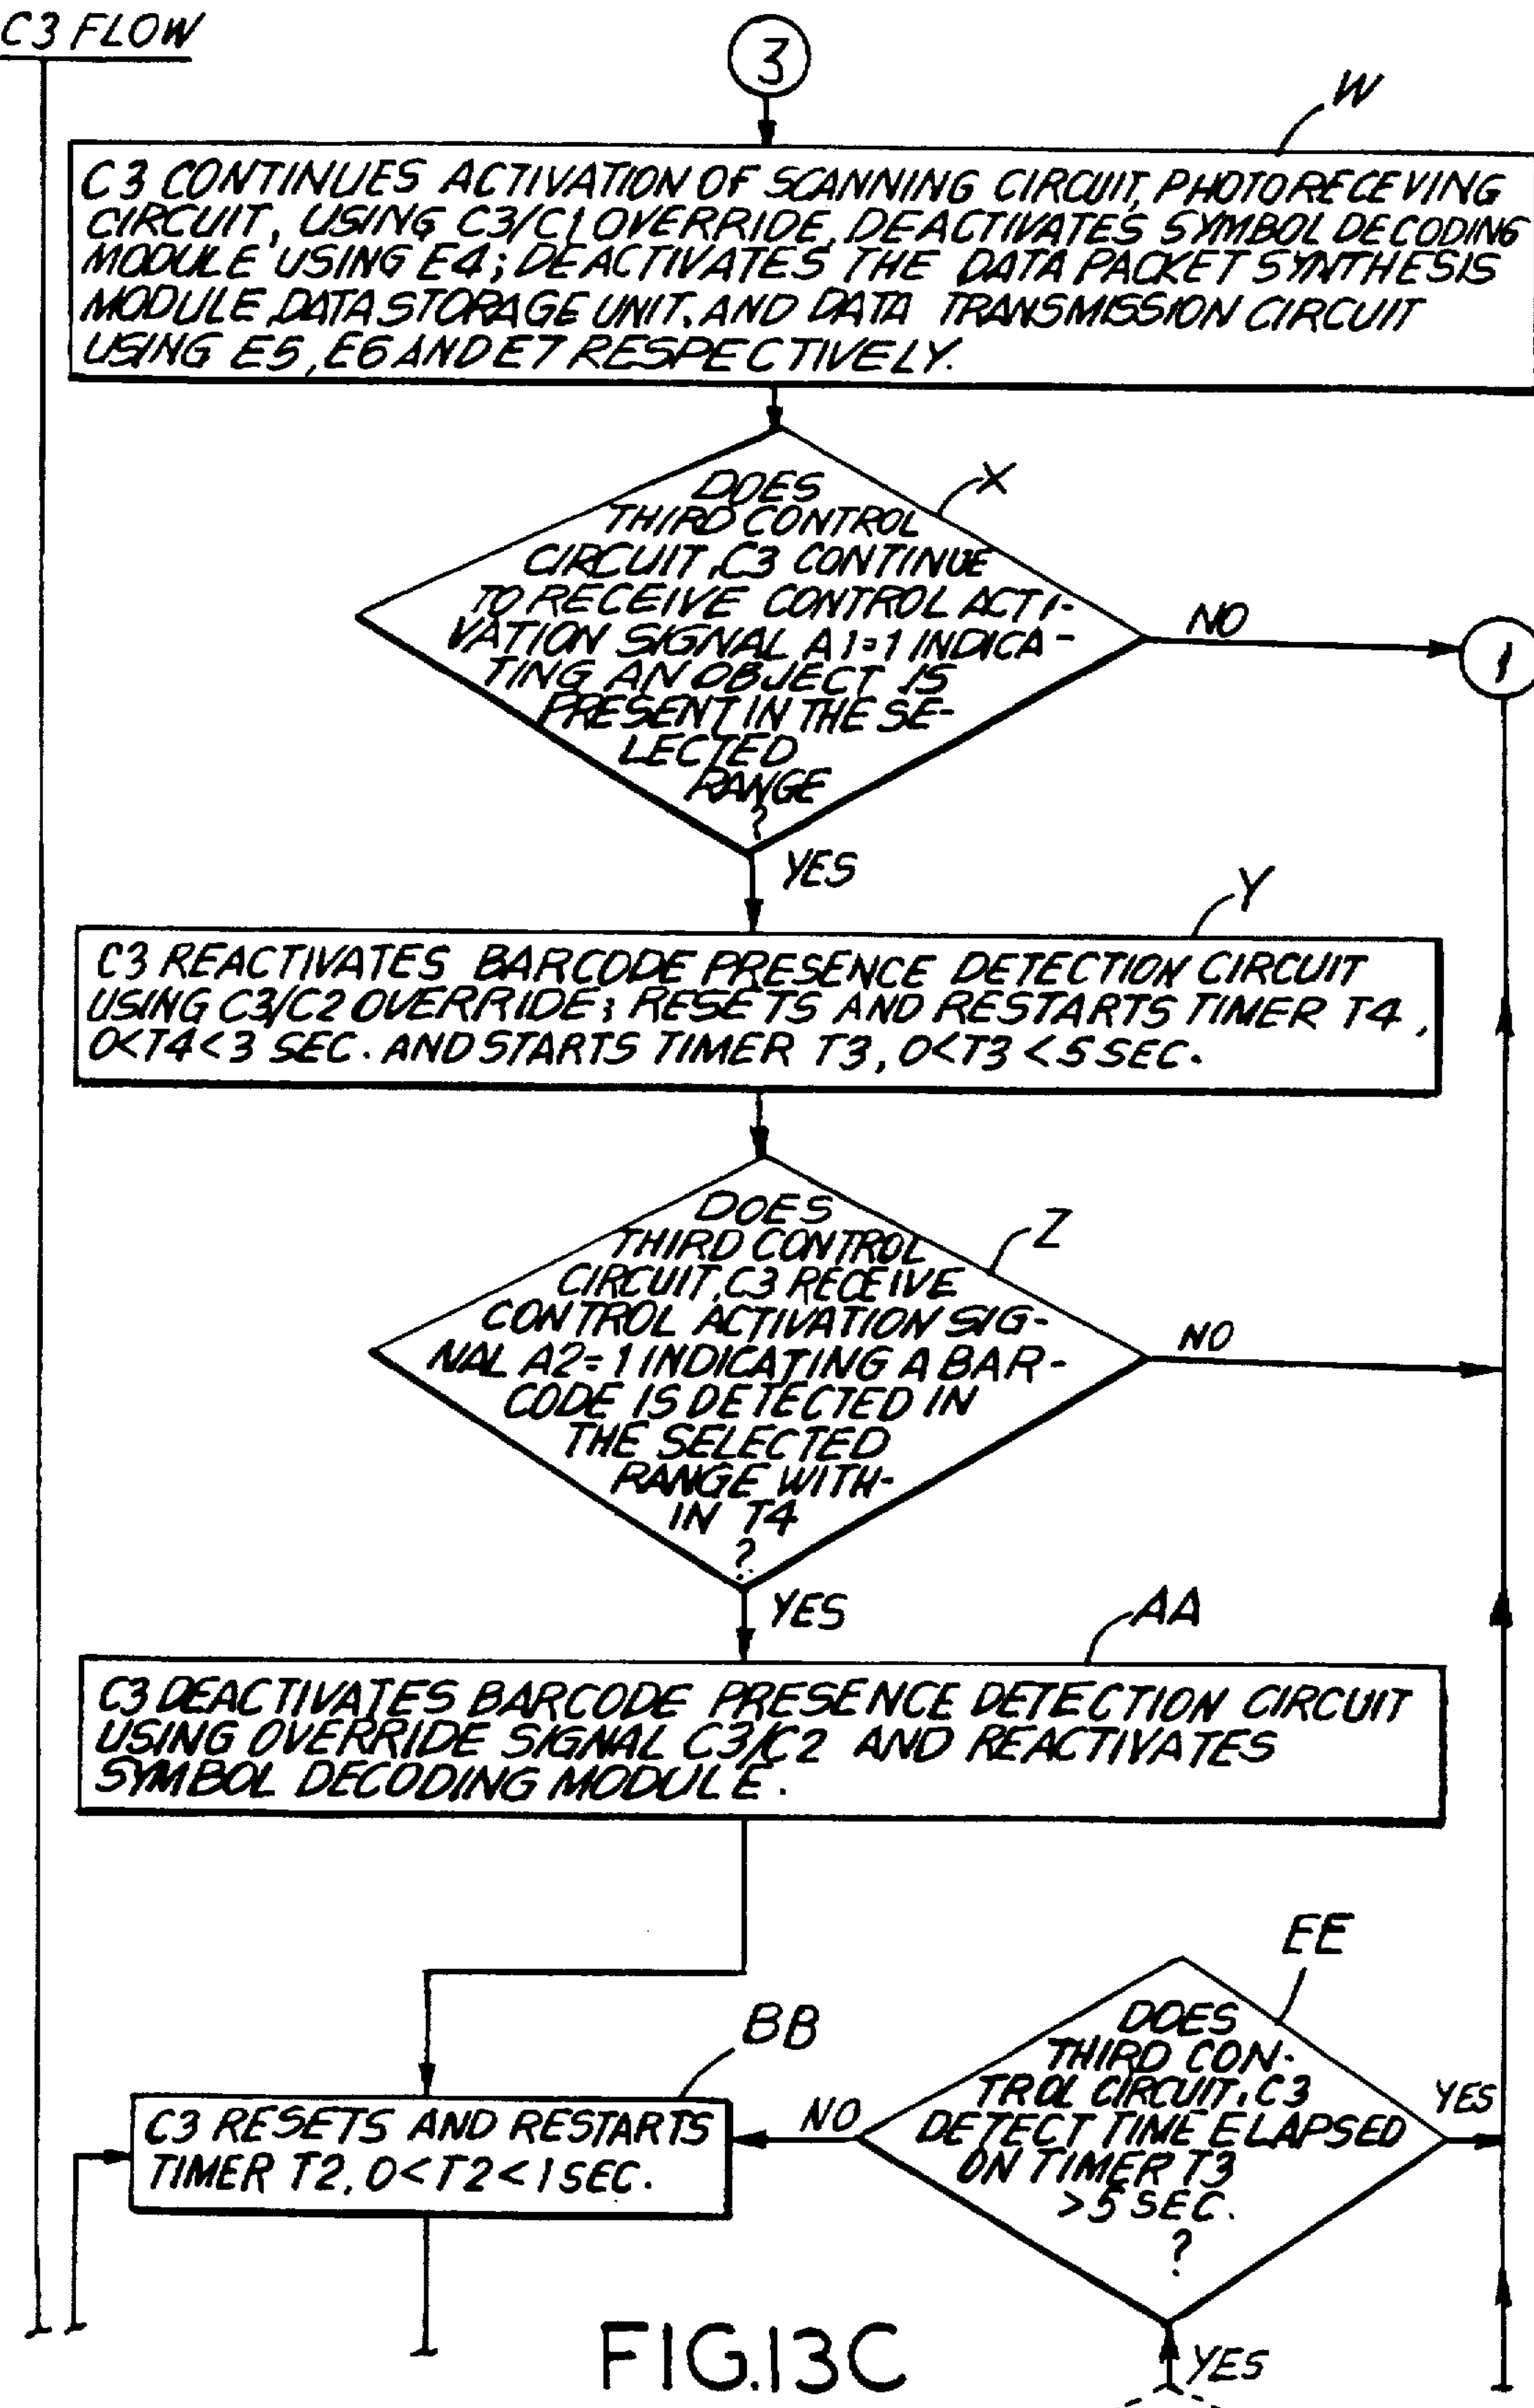 C3 FLOW
3
W
C3 CONTINUES ACTIVATION OF SCANNING CIRCUIT, PHOTORECEVING
CIRCUIT, USING C3/C1 OVERRIDE, DEACTIVATES SYMBOL DECODING
MODULE USING E4; DEACTIVATES THE DATA PACKET SYNTHESIS
MODULE, DATA STORAGE UNIT, AND DATA TRANSMISSION CIRCUIT
USING E5, E6 AND E7 RESPECTIVELY.
X
DOES
THIRD CONTROL
CIRCUIT, C3 CONTINUE
TO RECEIVE CONTROL ACTI-
VATION SIGNAL A1=1 INDICA-
TING AN OBJECT IS
PRESENT IN THE SE-
LECTED
RANGE
?
NO
1
YES
Y
C3 REACTIVATES BARCODE PRESENCE DETECTION CIRCUIT
USING C3/C2 OVERRIDE; RESETS AND RESTARTS TIMER T4,
0<T4<3 SEC. AND STARTS TIMER T3, 0<T3<5 SEC.
Z
DOES
THIRD CONTROL
CIRCUIT, C3 RECEIVE
CONTROL ACTIVATION SIG-
NAL A2=1 INDICATING A BAR-
CODE IS DETECTED IN
THE SELECTED
RANGE WITH-
IN T4
?
NO
YES
AA
C3 DEACTIVATES BARCODE PRESENCE DETECTION CIRCUIT
USING OVERRIDE SIGNAL C3/C2 AND REACTIVATES
SYMBOL DECODING MODULE.
EE
DOES
THIRD CON-
TROL CIRCUIT, C3
DETECT TIME ELAPSED
ON TIMER T3
>5 SEC.
?
YES
NO
BB
C3 RESETS AND RESTARTS
TIMER T2, 0<T2<1 SEC.
YES
FIG.13C